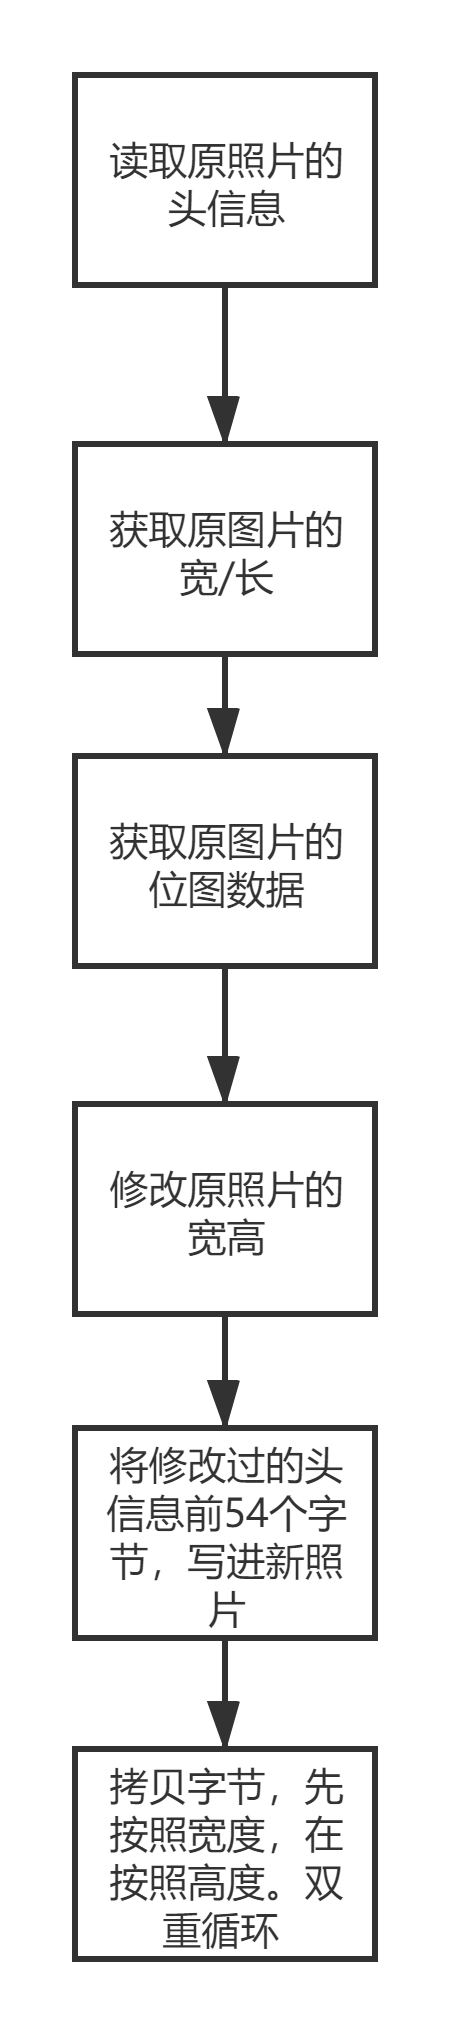 读取原照片的
头信息
获取原图片的
宽/长
获取原图片的
位图数据
修改原照片的
宽高
将修改过的头
信息前54个字
节，写进新照
片
拷贝字节，先
按照宽度，在
按照高度。双
重循环